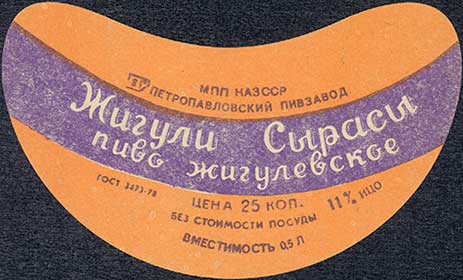 МПП КАЗССР
ПЕТРОПАВЛОВСКИЙ ПИВЗАВОД
Жигули Сырасы
пиво жигулевское
ГОСТ 3473-78
ЦЕНА 25 КОП. 11% ИЦО
БЕЗ СТОИМОСТИ ПОСУДЫ
ВМЕСТИМОСТЬ 0,5 Л